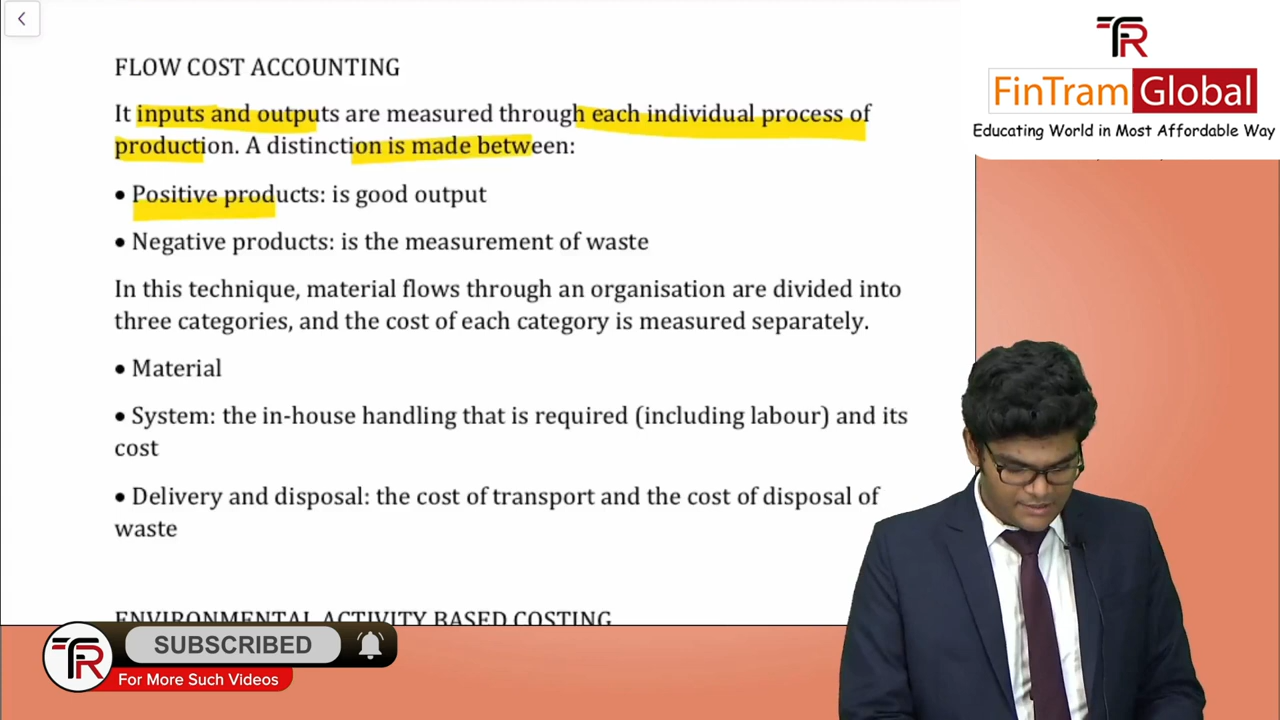 FLOW COST ACCOUNTING
It inputs and outputs are measured through each individual process of
production. A distinction is made between:
• Positive products: is good output
• Negative products: is the measurement of waste
In this technique, material flows through an organisation are divided into
three categories, and the cost of each category is measured separately.
• Material
• System: the in-house handling that is required (including labour) and its
cost
• Delivery and disposal: the cost of transport and the cost of disposal of
waste
ENVIRONMENTAL ACTIVITY BASED COSTING
TR
FinTram Global
Educating World in Most Affordable Way
TR
SUBSCRIBED
For More Such Videos